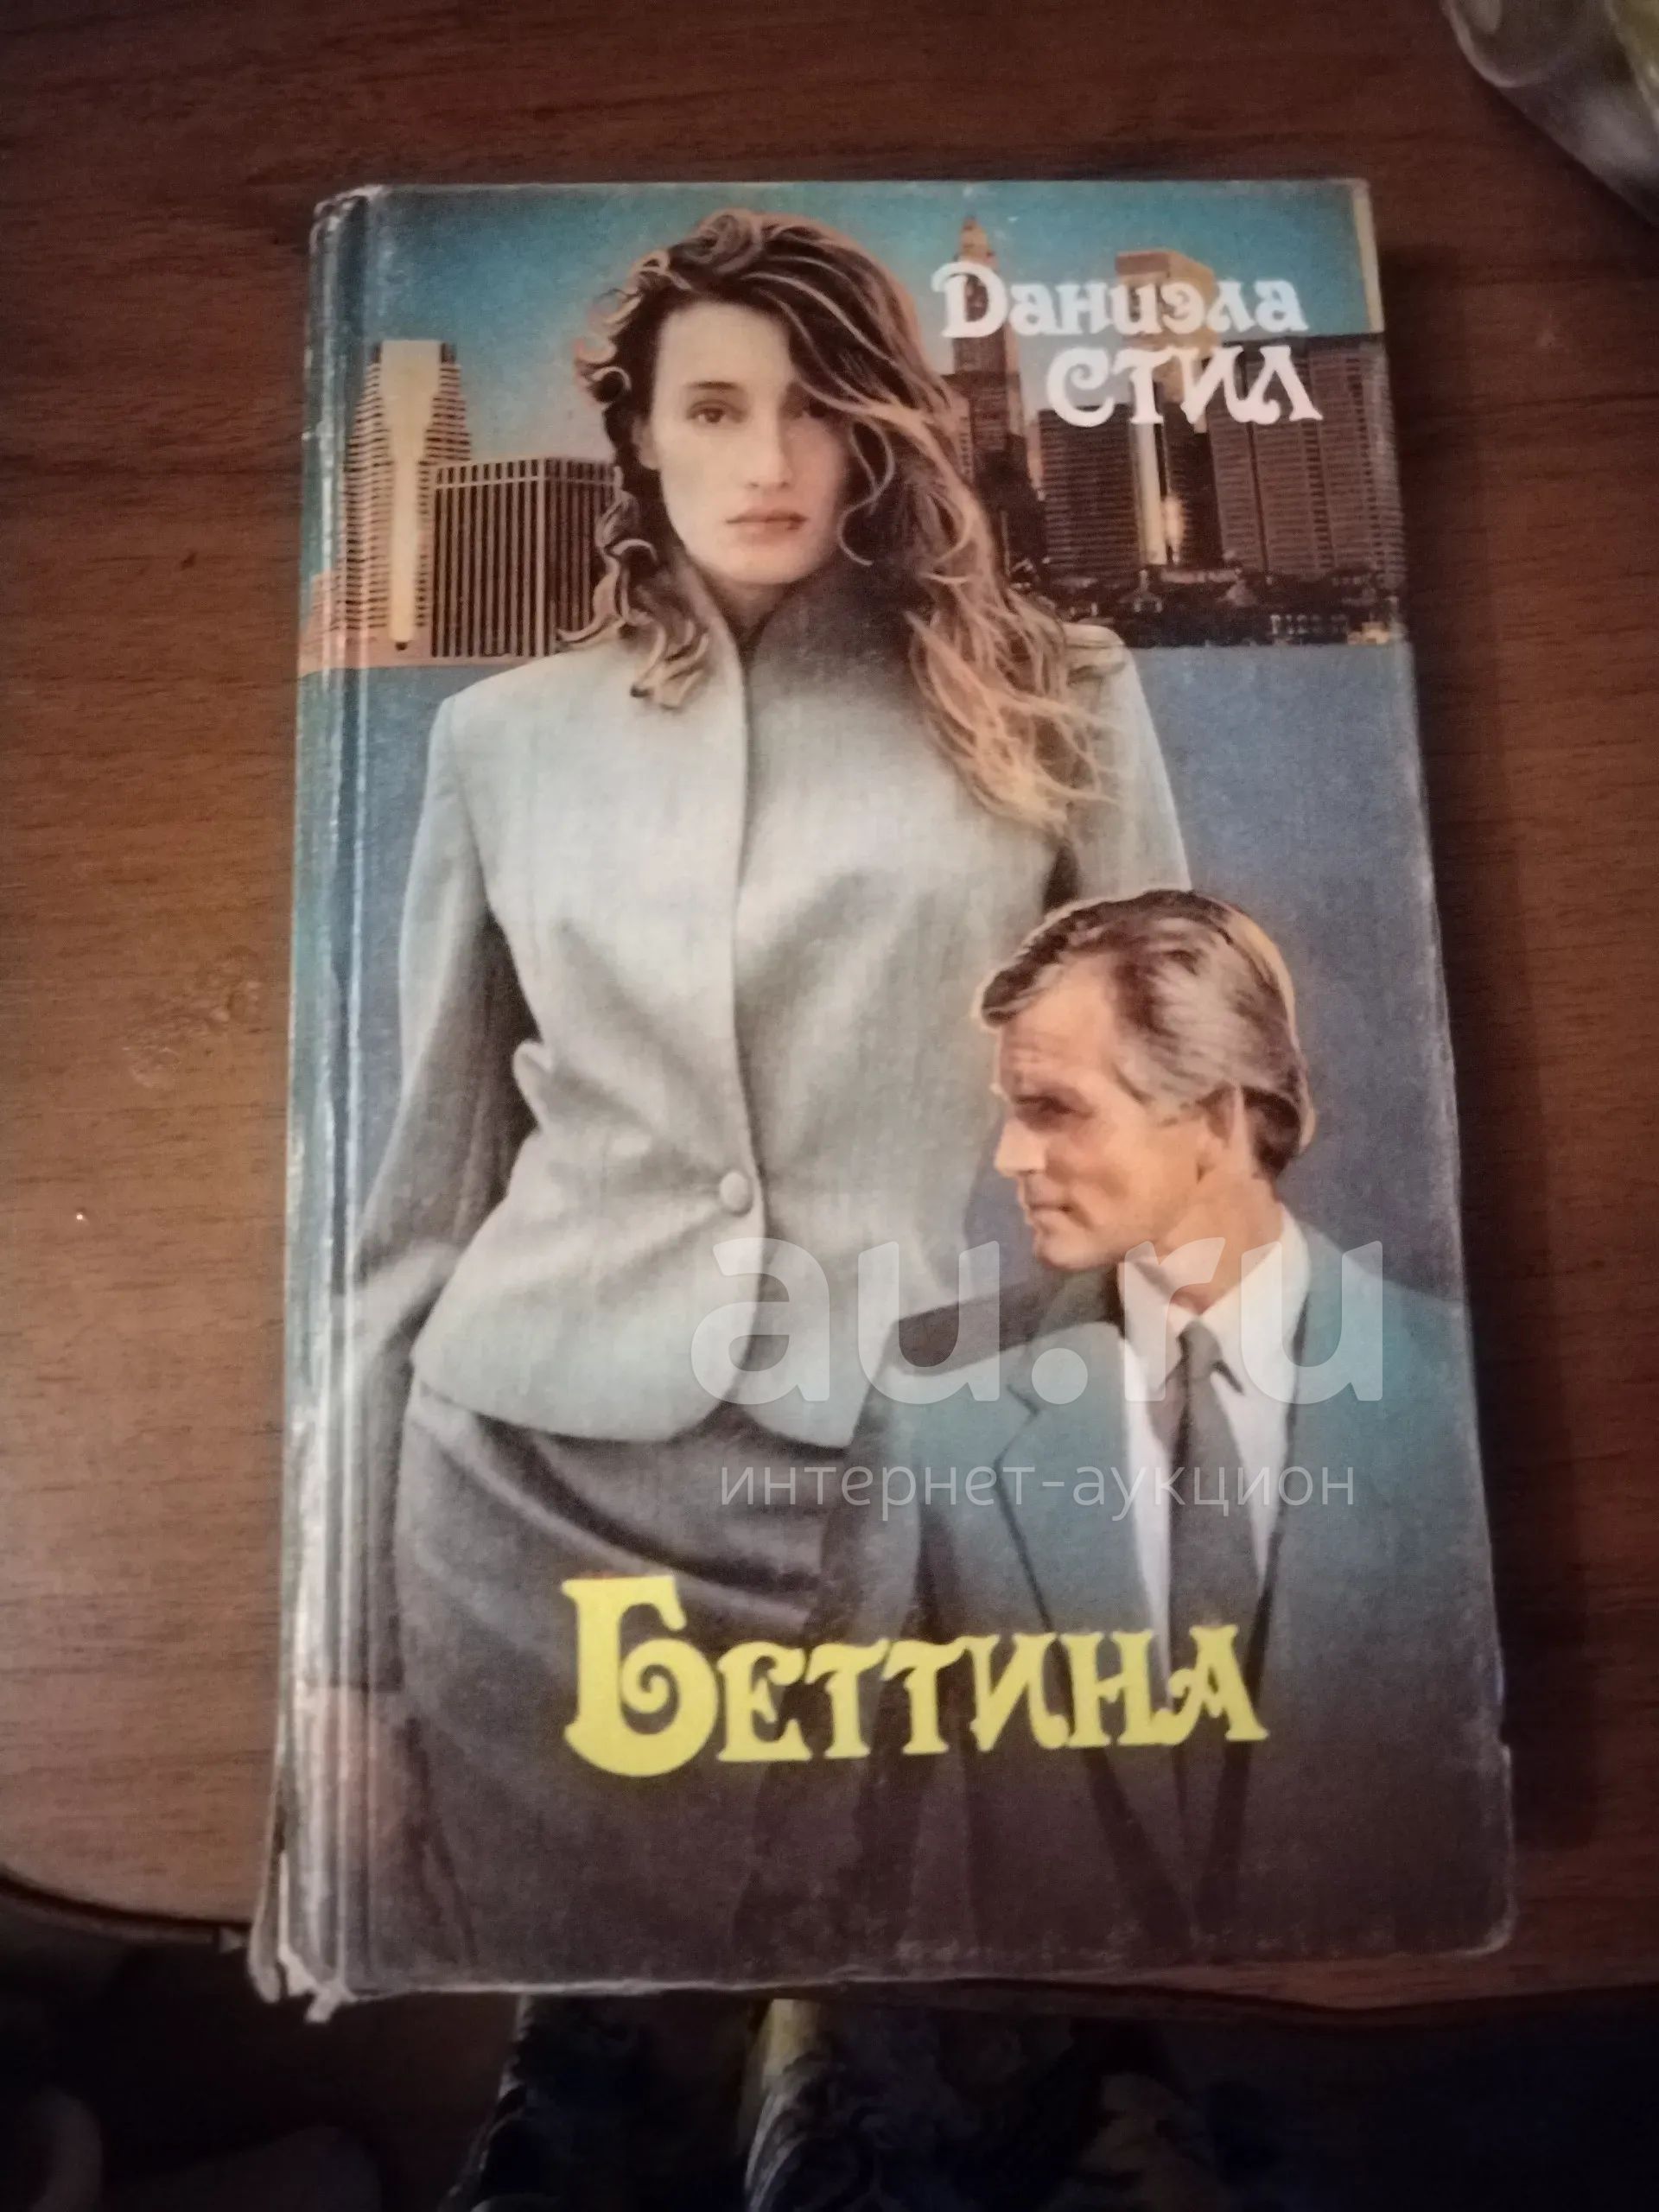 Даниэла
СТИЛ
au.ru
интернет-аукцион
БЕТТИНА